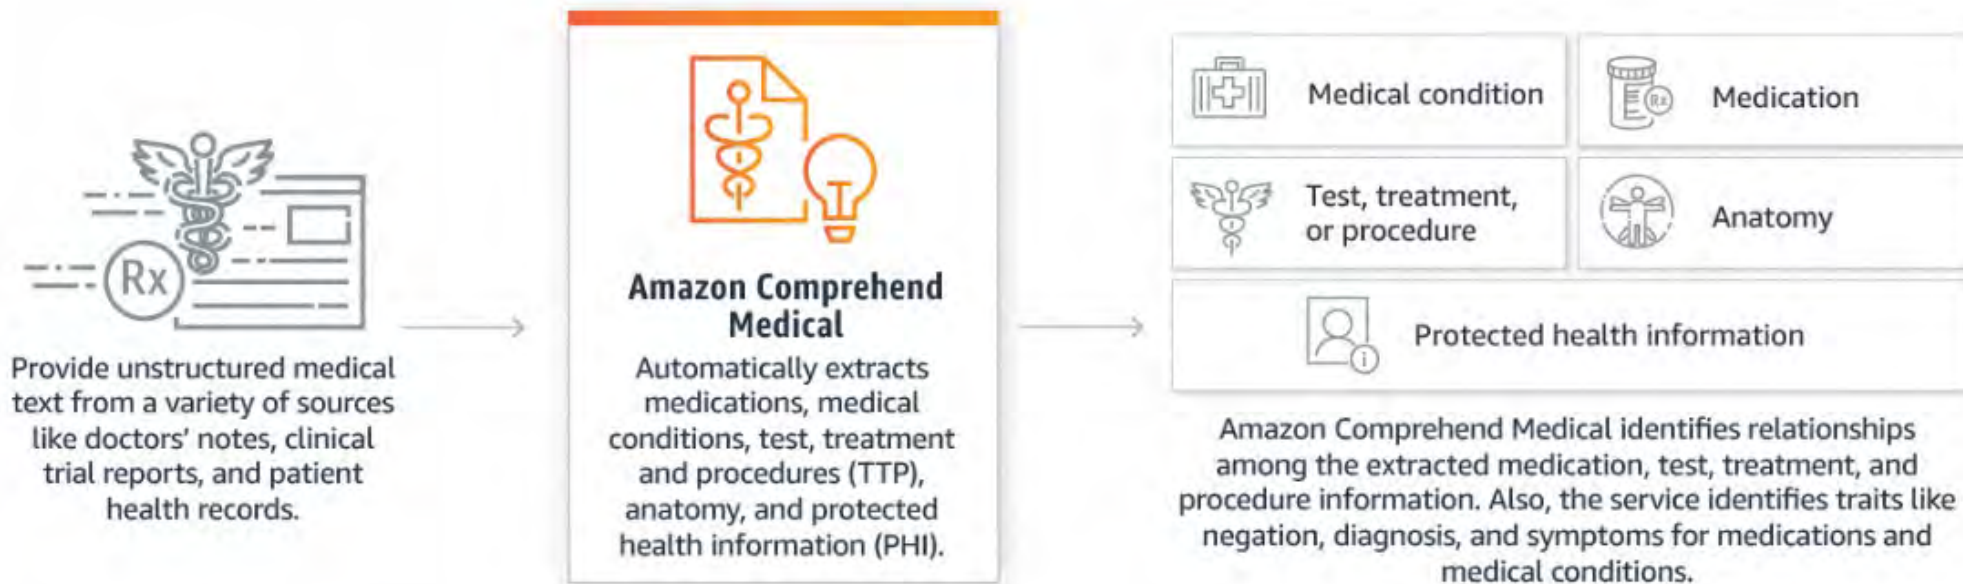 Rx
Provide unstructured medical
text from a variety of sources
like doctors' notes, clinical
trial reports, and patient
health records.
Amazon Comprehend
Medical
Automatically extracts
medications, medical
conditions, test, treatment
and procedures (TTP),
anatomy, and protected
health information (PHI).
Medical condition
Rx
Medication
Test, treatment,
or procedure
Anatomy
i
Protected health information
Amazon Comprehend Medical identifies relationships
among the extracted medication, test, treatment, and
procedure information. Also, the service identifies traits like
negation, diagnosis, and symptoms for medications and
medical conditions.